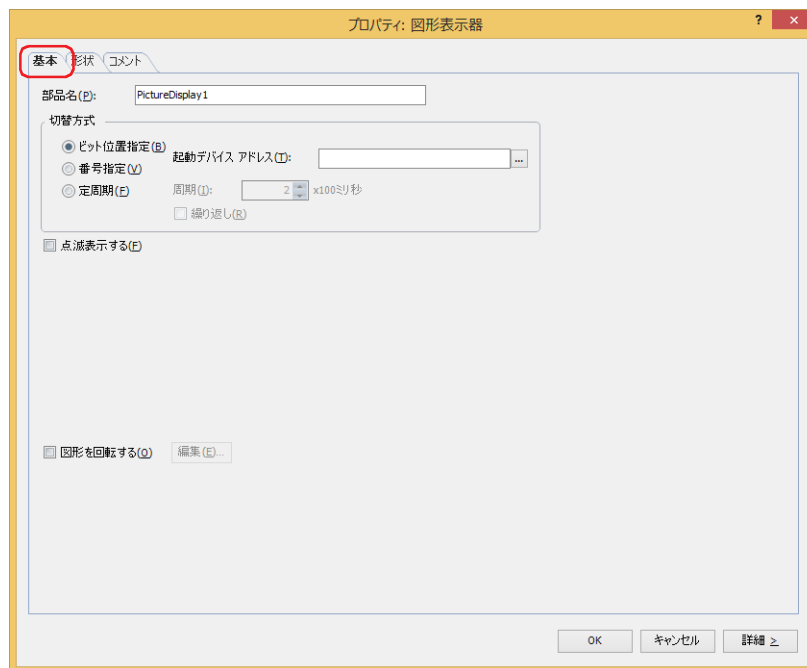 プロパティ: 図形表示器
?
×
基本 形状 コメント
部品名(P): PictureDisplay1
切替方式
ビット位置指定(B) 起動デバイス アドレス(T): ...
番号指定(V)
定周期(F) 周期(I): 2 x100ミリ秒
繰り返し(R)
点滅表示する(F)
図形を回転する(O) 編集(E)...
OK キャンセル 詳細 >